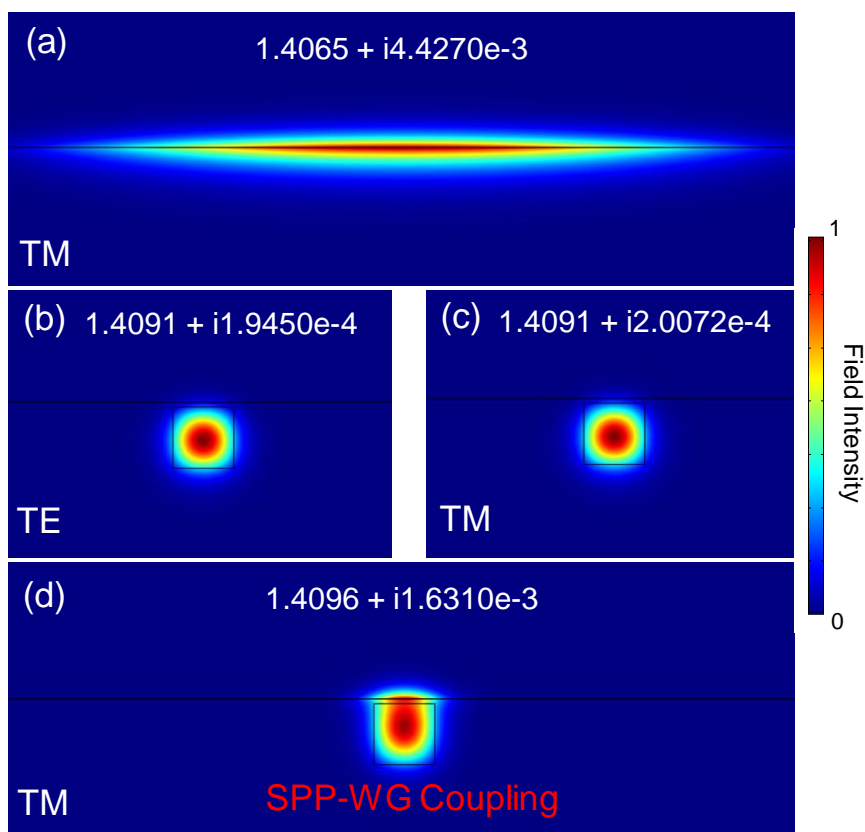 (a)
1.4065 + i4.4270e-3
TM
(b)
1.4091 + i1.9450e-4
TE
(c)
1.4091 + i2.0072e-4
TM
1
Field Intensity
0
(d)
1.4096 + i1.6310e-3
TM
SPP-WG Coupling